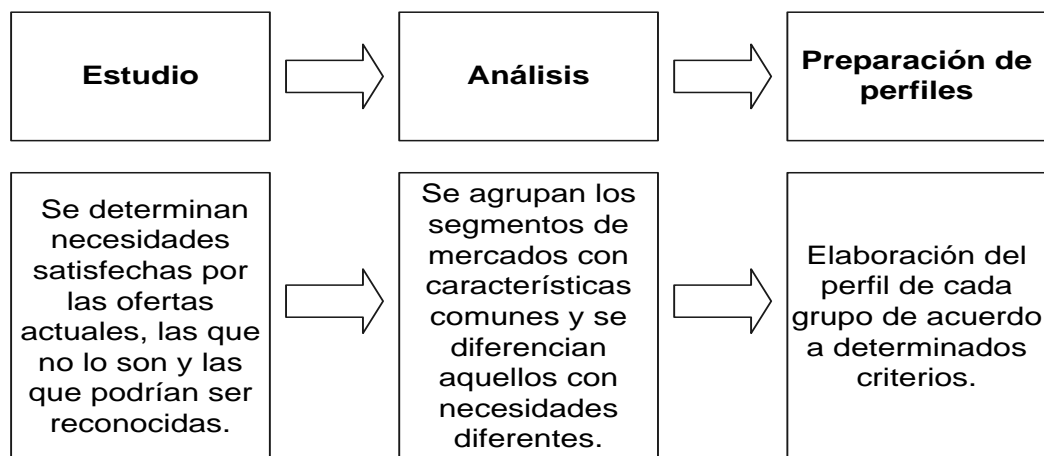 Estudio
Análisis
Preparación de
perfiles
Se determinan
necesidades
satisfechas por
las ofertas
actuales, las que
no lo son y las
que podrían ser
reconocidas.
Se agrupan los
segmentos de
mercados con
características
comunes y se
diferencian
aquellos con
necesidades
diferentes.
Elaboración del
perfil de cada
grupo de acuerdo
a determinados
criterios.